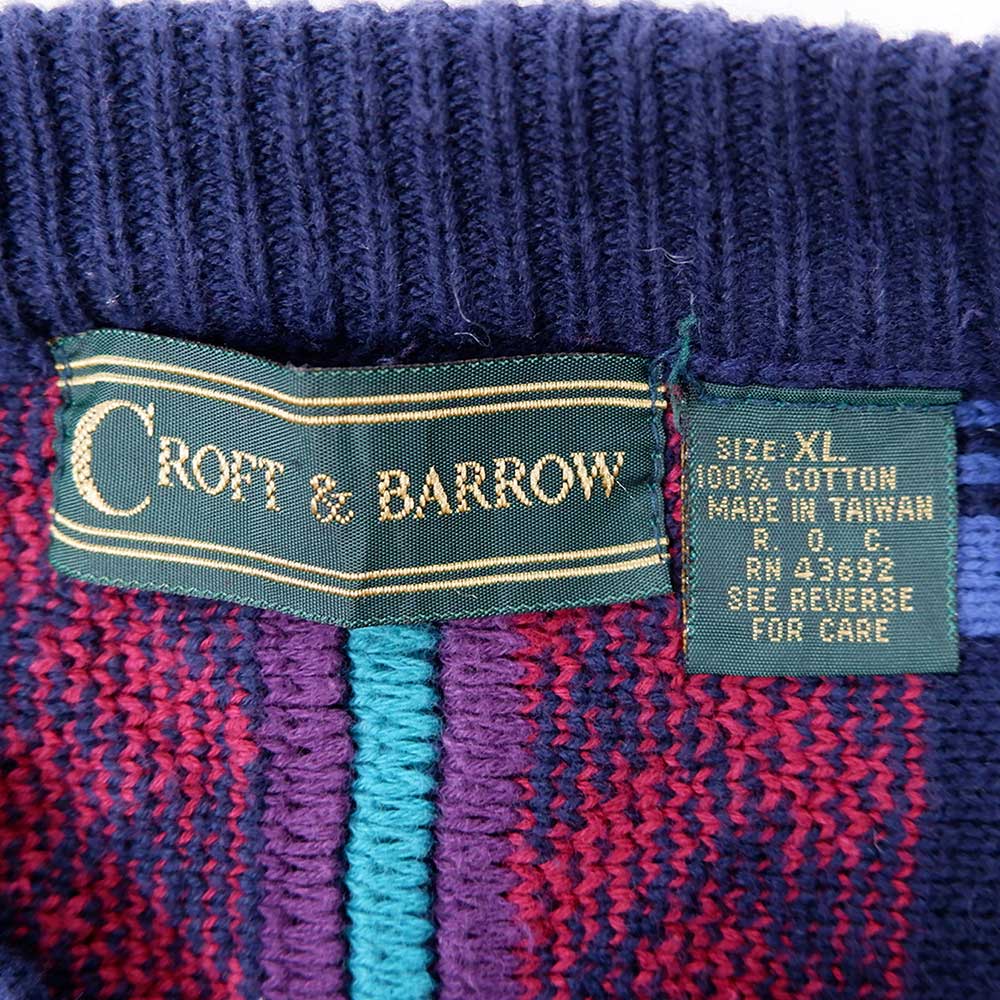 CROFT & BARROW
SIZE: XL
100% COTTON
MADE IN TAIWAN
R. O. C.
RN 43692
SEE REVERSE
FOR CARE